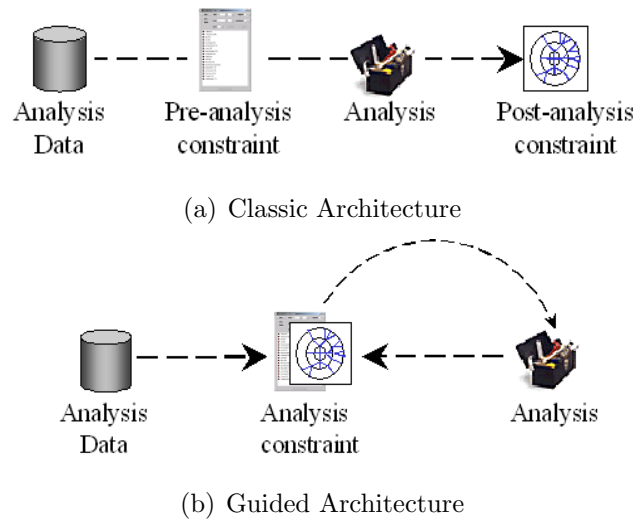 Analysis Pre-analysis Analysis Post-analysis
Data constraint constraint
(a) Classic Architecture
Analysis Analysis Analysis
Data constraint
(b) Guided Architecture